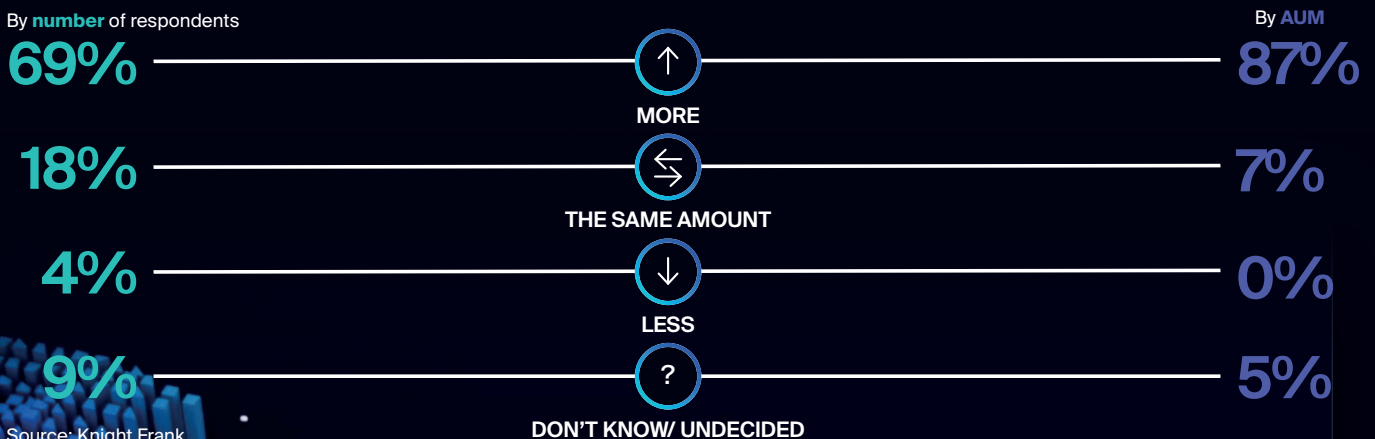 By number of respondents
By AUM
69%
87%
MORE
18%
7%
THE SAME AMOUNT
4%
0%
LESS
9%
?
5%
DON'T KNOW/ UNDECIDED
Source: Knight Frank